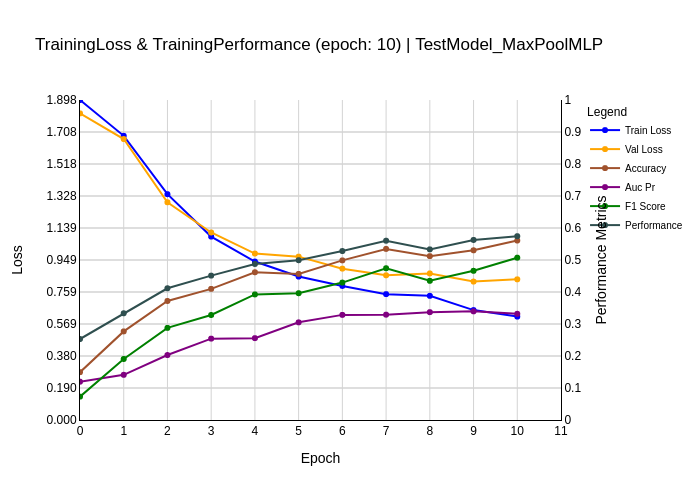 TrainingLoss & TrainingPerformance (epoch: 10) | TestModel_MaxPoolMLP
Legend
Train Loss
Val Loss
Accuracy
Auc Pr
F1 Score
Performance
Loss
1.898
1.708
1.518
1.328
1.139
0.949
0.759
0.569
0.380
0.190
0.000
1
0.9
0.8
0.7
0.6
0.5
0.4
0.3
0.2
0.1
0
Performance Metrics
0 1 2 3 4 5 6 7 8 9 10 11
Epoch